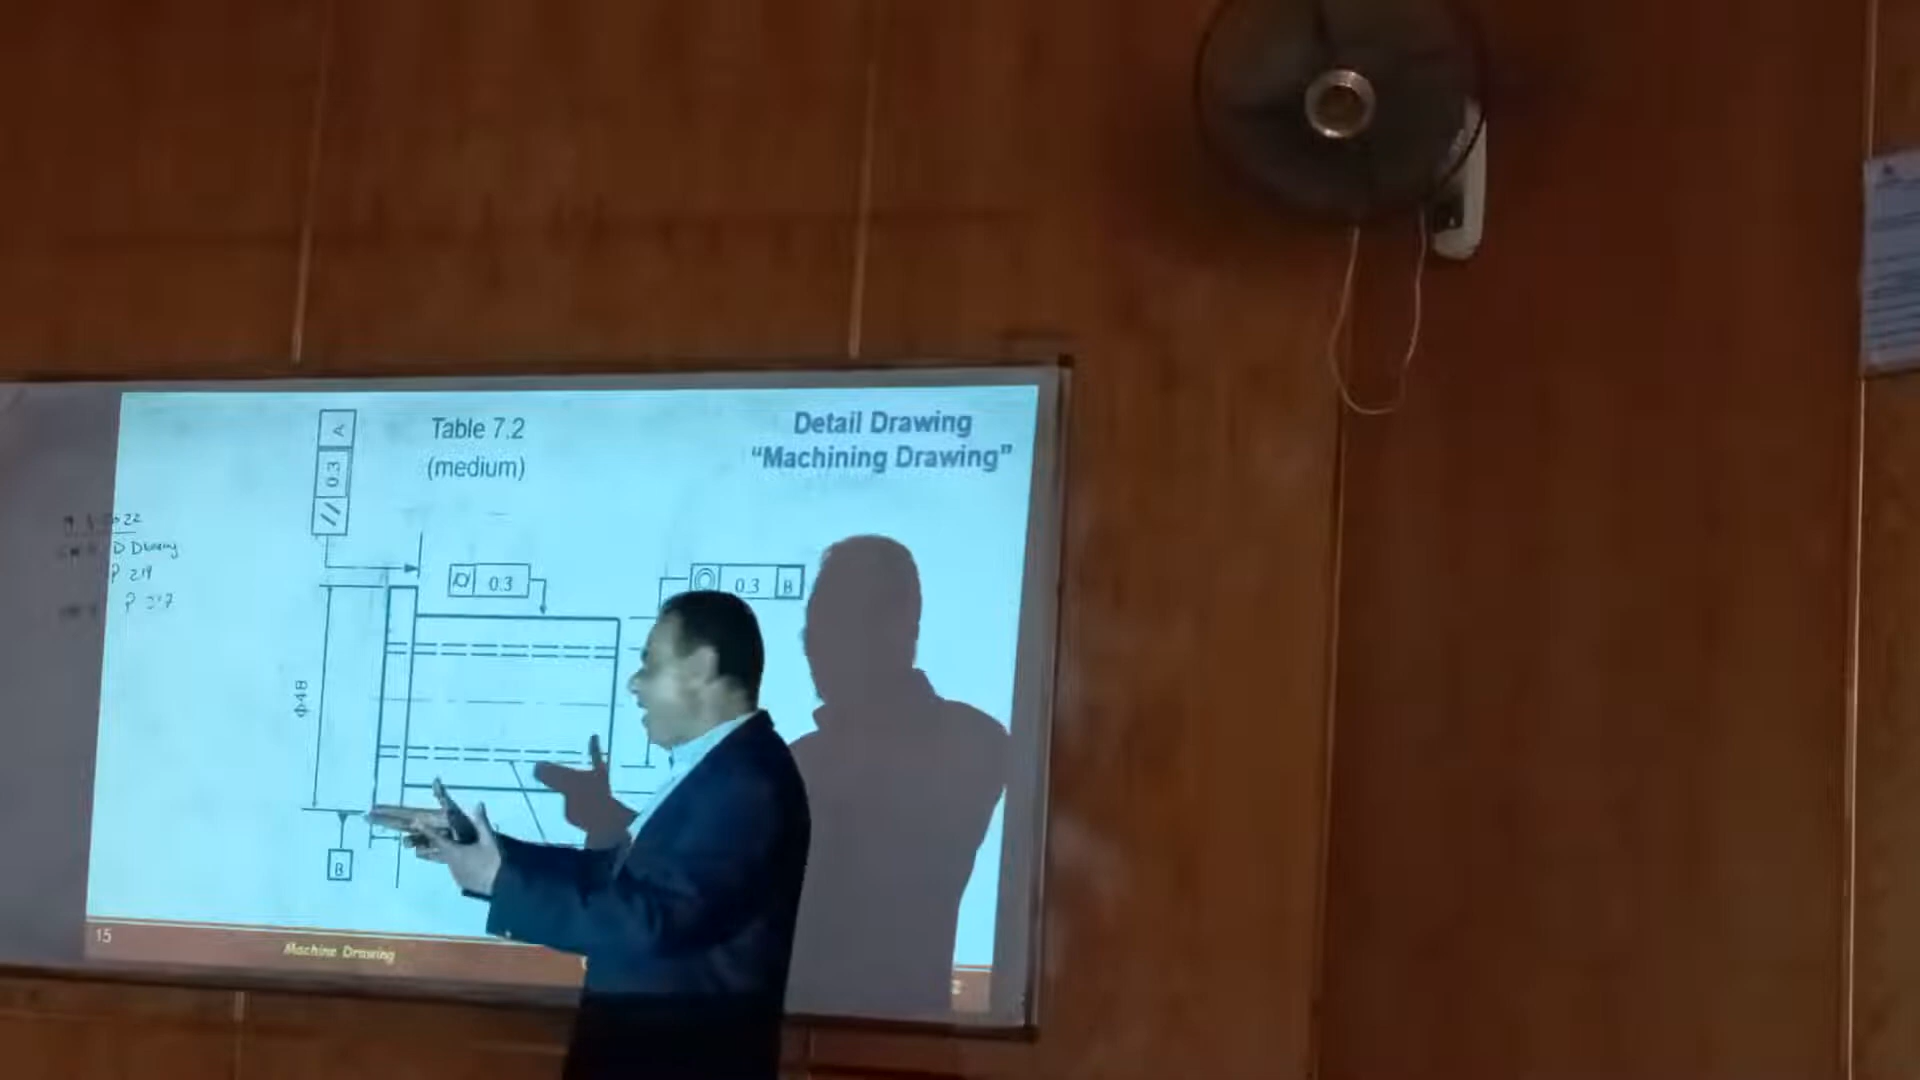 Table 7.2
(medium)
Detail Drawing
“Machining Drawing”
// 0.3 A
0.3
0.3 B
Φ48
B
Drawing
P 214
15
Machine Drawing